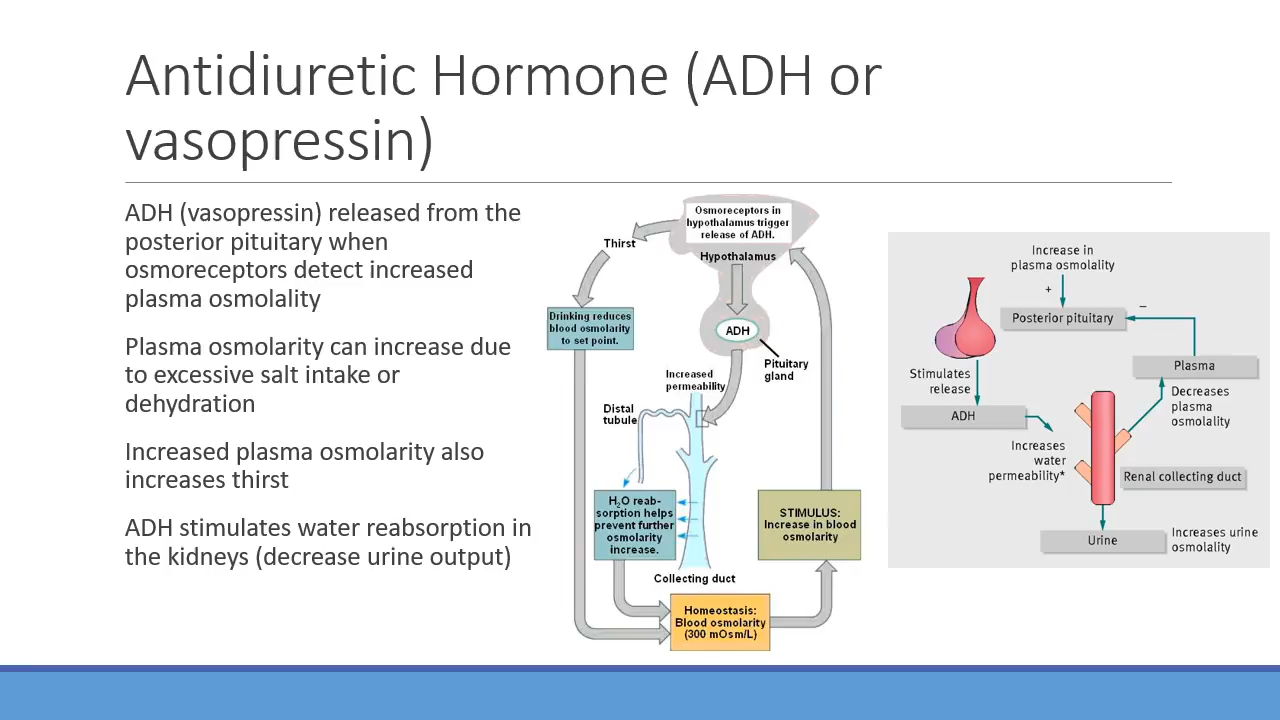 Antidiuretic Hormone (ADH or
vasopressin)
ADH (vasopressin) released from the
posterior pituitary when
osmoreceptors detect increased
plasma osmolality
Plasma osmolarity can increase due
to excessive salt intake or
dehydration
Increased plasma osmolarity also
increases thirst
ADH stimulates water reabsorption in
the kidneys (decrease urine output)
Osmoreceptors in
hypothalamus trigger
release of ADH.
Thirst
Hypothalamus
Drinking reduces
blood osmolarity
to set point.
ADH
Pituitary
gland
Increased
permeability
Distal
tubule
H₂O reab-
sorption helps
prevent further
osmolarity
increase.
STIMULUS:
Increase in blood
osmolarity
Collecting duct
Homeostasis:
Blood osmolarity
(300 mOsm/L)
Increase in
plasma osmolality
+
−
Posterior pituitary
Stimulates
release
Plasma
Decreases
plasma
osmolality
ADH
Increases
water
permeability*
Renal collecting duct
Urine
Increases urine
osmolality